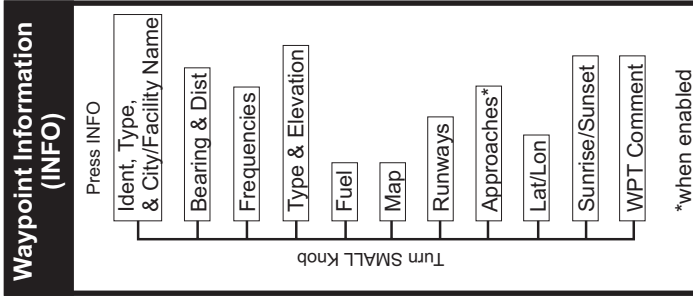 Waypoint Information
(INFO)
Press INFO
Ident, Type,
& City/Facility Name
Bearing & Dist
Frequencies
Type & Elevation
Fuel
Map
Runways
Approaches*
Lat/Lon
Sunrise/Sunset
WPT Comment
Turn SMALL Knob
*when enabled